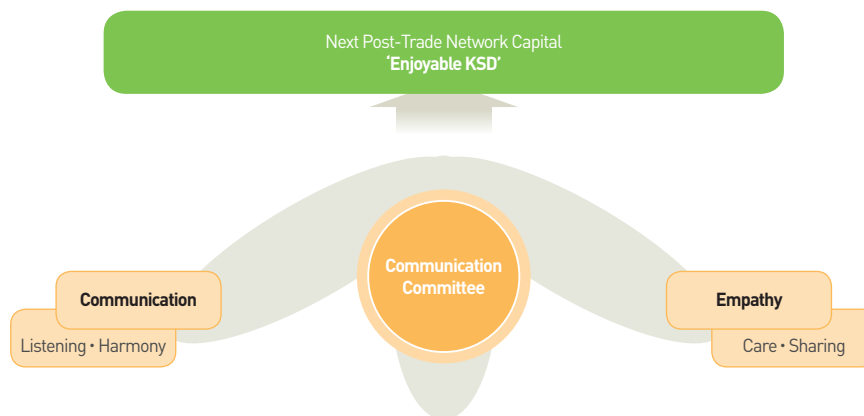 Next Post-Trade Network Capital
‘Enjoyable KSD’
Communication
Committee
Communication
Listening • Harmony
Empathy
Care • Sharing